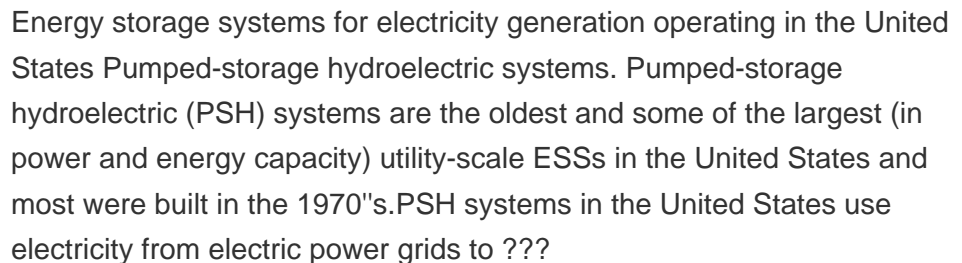 Energy storage systems for electricity generation operating in the United
States Pumped-storage hydroelectric systems. Pumped-storage
hydroelectric (PSH) systems are the oldest and some of the largest (in
power and energy capacity) utility-scale ESSs in the United States and
most were built in the 1970"s.PSH systems in the United States use
electricity from electric power grids to ???